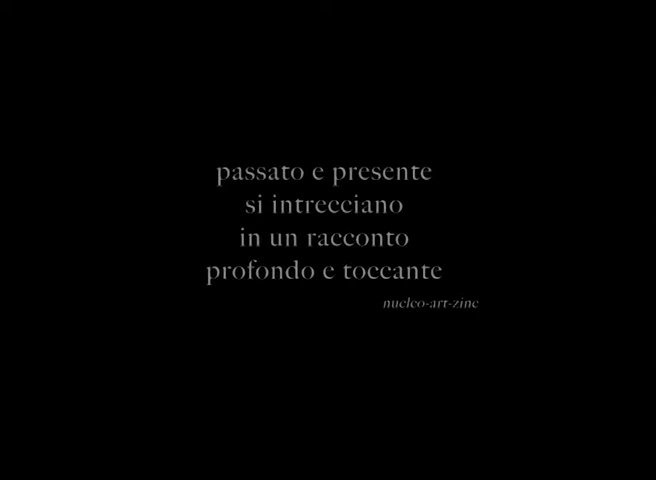 passato e presente
si intrecciano
in un racconto
profondo e toccante
nucleo-art-zine